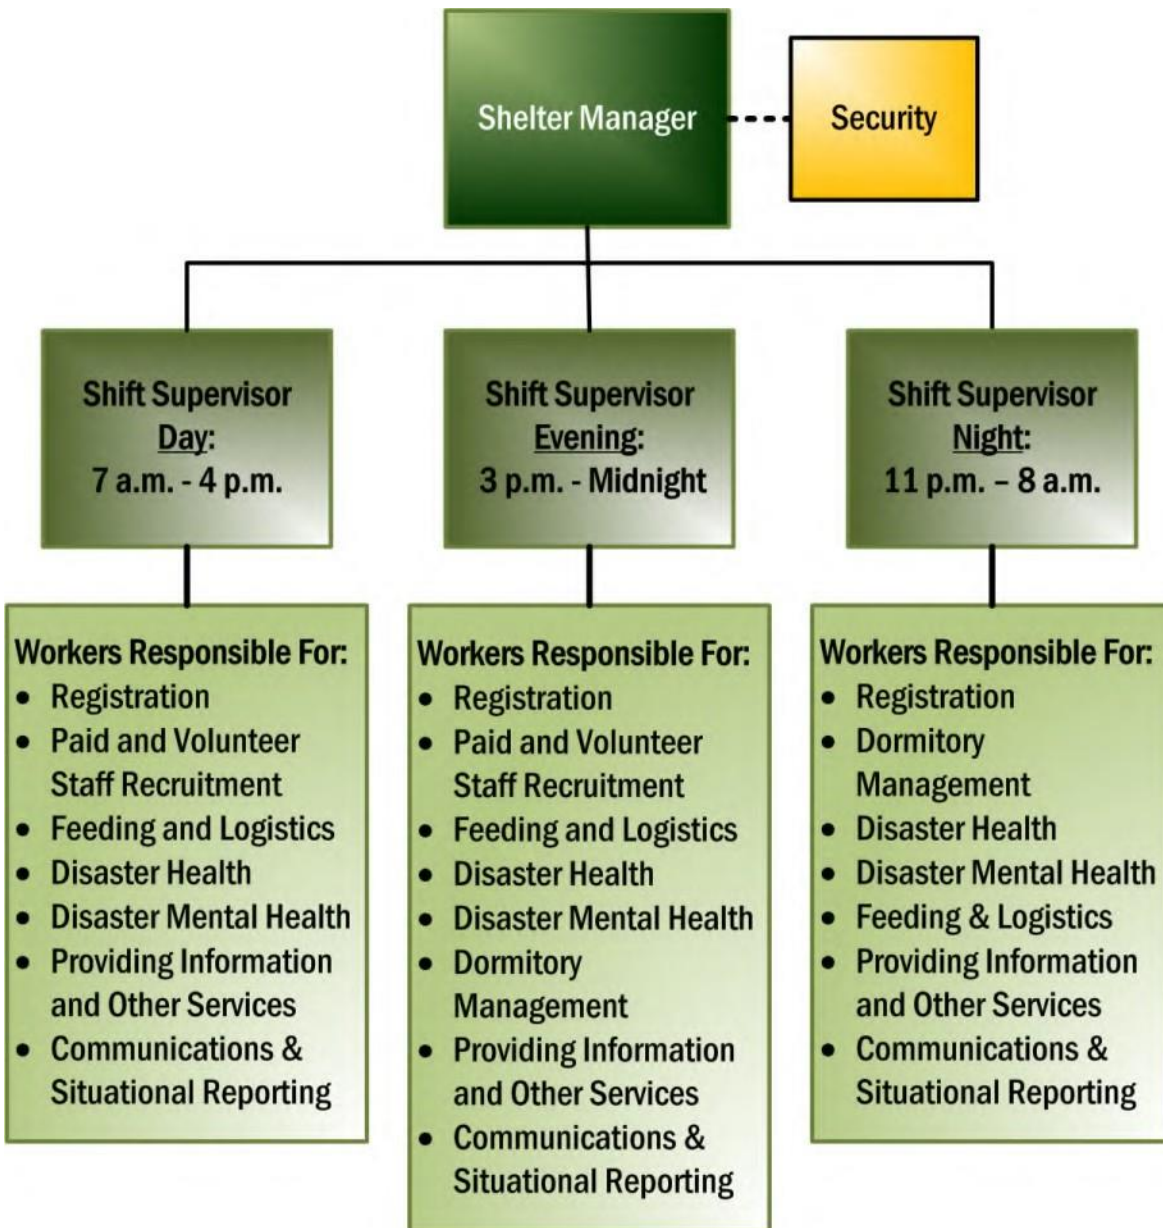 Shelter Manager
Security
Shift Supervisor
Day:
7 a.m. - 4 p.m.
Shift Supervisor
Evening:
3 p.m. - Midnight
Shift Supervisor
Night:
11 p.m. – 8 a.m.
Workers Responsible For:
• Registration
• Paid and Volunteer
Staff Recruitment
• Feeding and Logistics
• Disaster Health
• Disaster Mental Health
• Providing Information
and Other Services
• Communications &
Situational Reporting
Workers Responsible For:
• Registration
• Paid and Volunteer
Staff Recruitment
• Feeding and Logistics
• Disaster Health
• Disaster Mental Health
• Dormitory
Management
• Providing Information
and Other Services
• Communications &
Situational Reporting
Workers Responsible For:
• Registration
• Dormitory
Management
• Disaster Health
• Disaster Mental Health
• Feeding & Logistics
• Providing Information
and Other Services
• Communications &
Situational Reporting